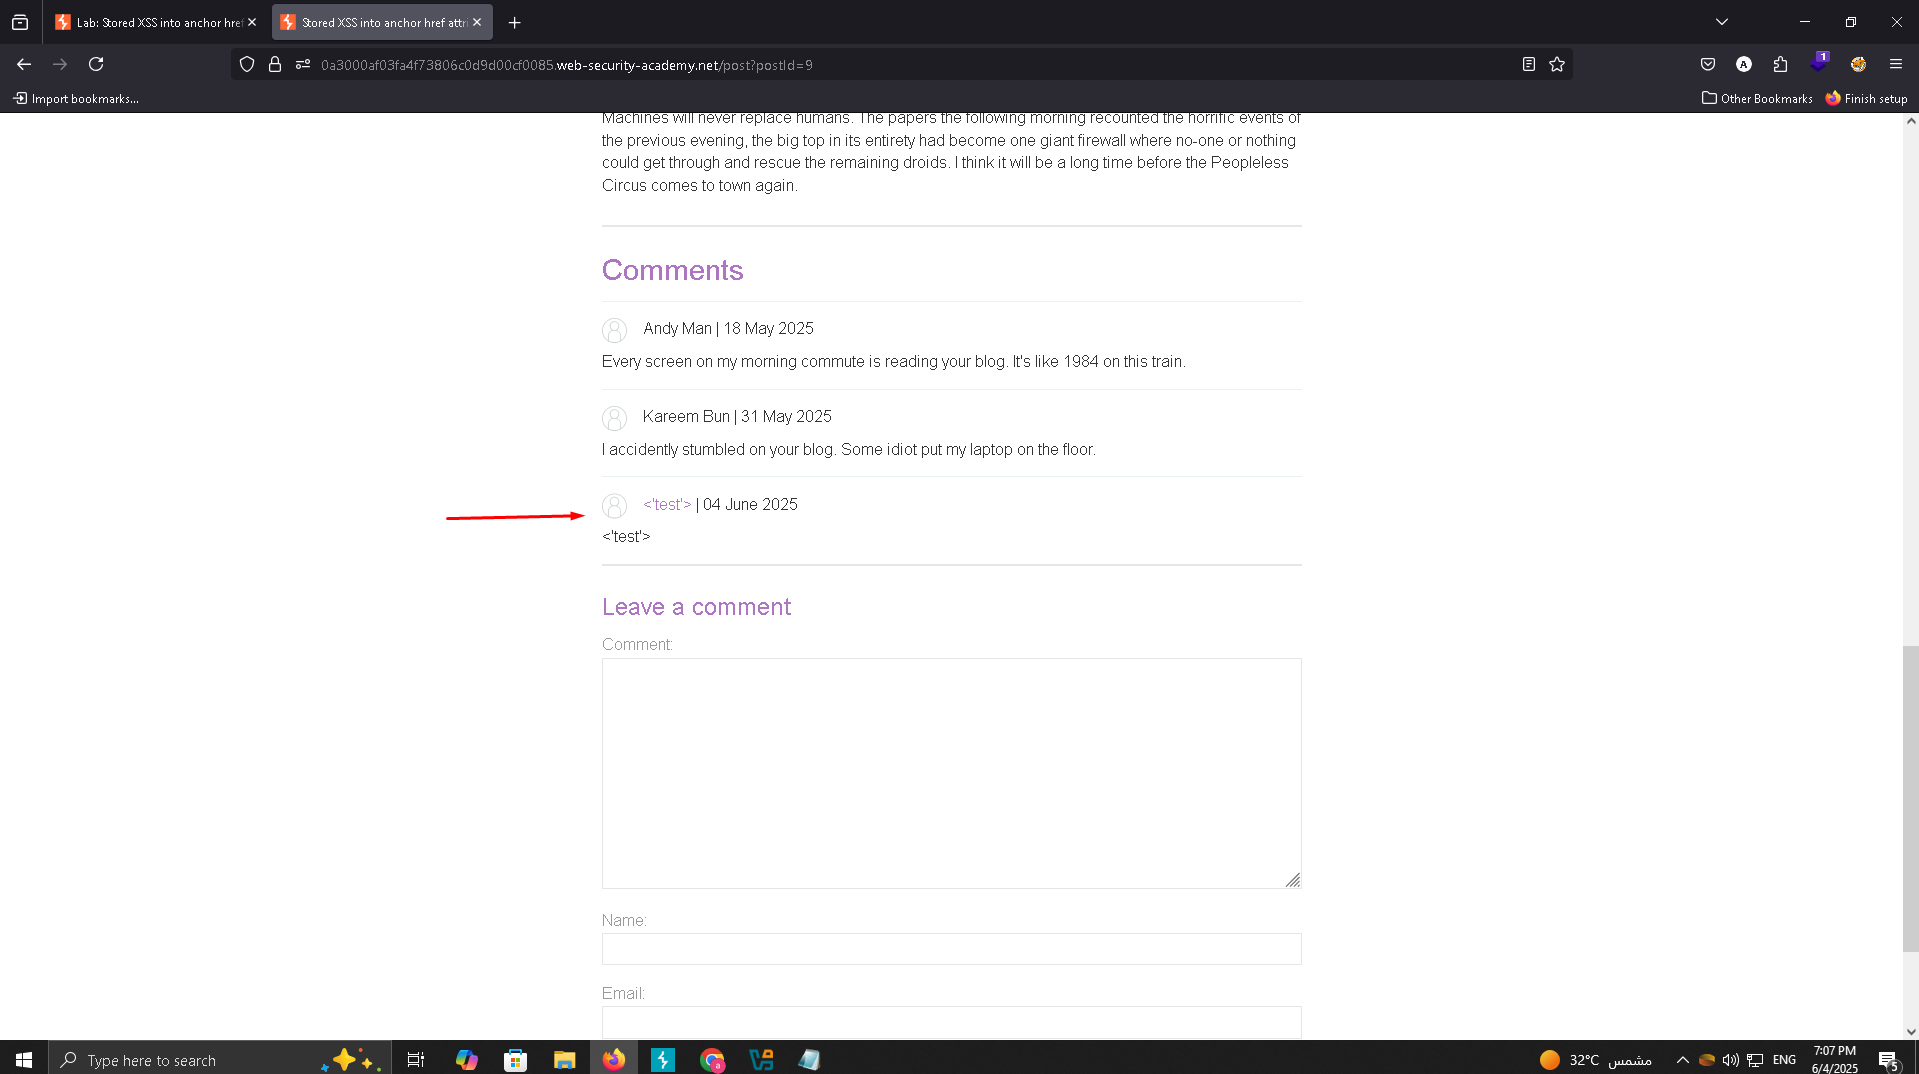 Lab: Stored XSS into anchor href
Stored XSS into anchor href attri
0a3000af03fa4f73806c0d9d00cf0085.web-security-academy.net/post?postId=9
A
1
Import bookmarks...
Other Bookmarks
Finish setup
Machines will never replace humans. The papers the following morning recounted the horrific events of
the previous evening, the big top in its entirety had become one giant firewall where no-one or nothing
could get through and rescue the remaining droids. I think it will be a long time before the Peopleless
Circus comes to town again.
Comments
Andy Man | 18 May 2025
Every screen on my morning commute is reading your blog. It's like 1984 on this train.
Kareem Bun | 31 May 2025
I accidently stumbled on your blog. Some idiot put my laptop on the floor.
<'test'> | 04 June 2025
<'test'>
Leave a comment
Comment:
Name:
Email:
Type here to search
32°C مشمس
ENG
7:07 PM
6/4/2025
5